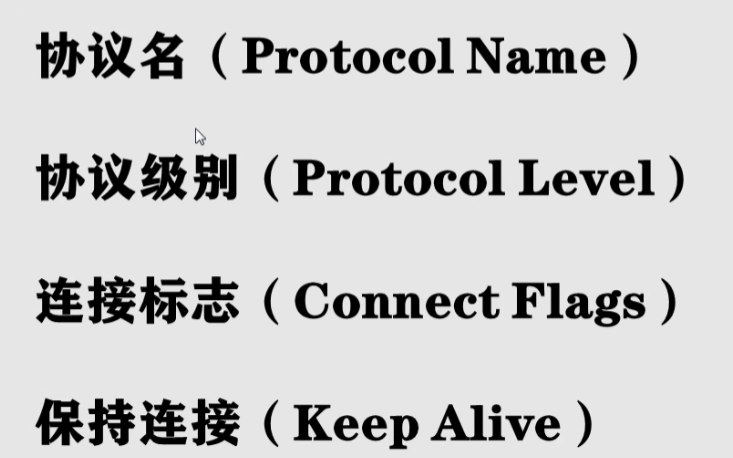 协议名（Protocol Name）
协议级别（Protocol Level）
连接标志（Connect Flags）
保持连接（Keep Alive）